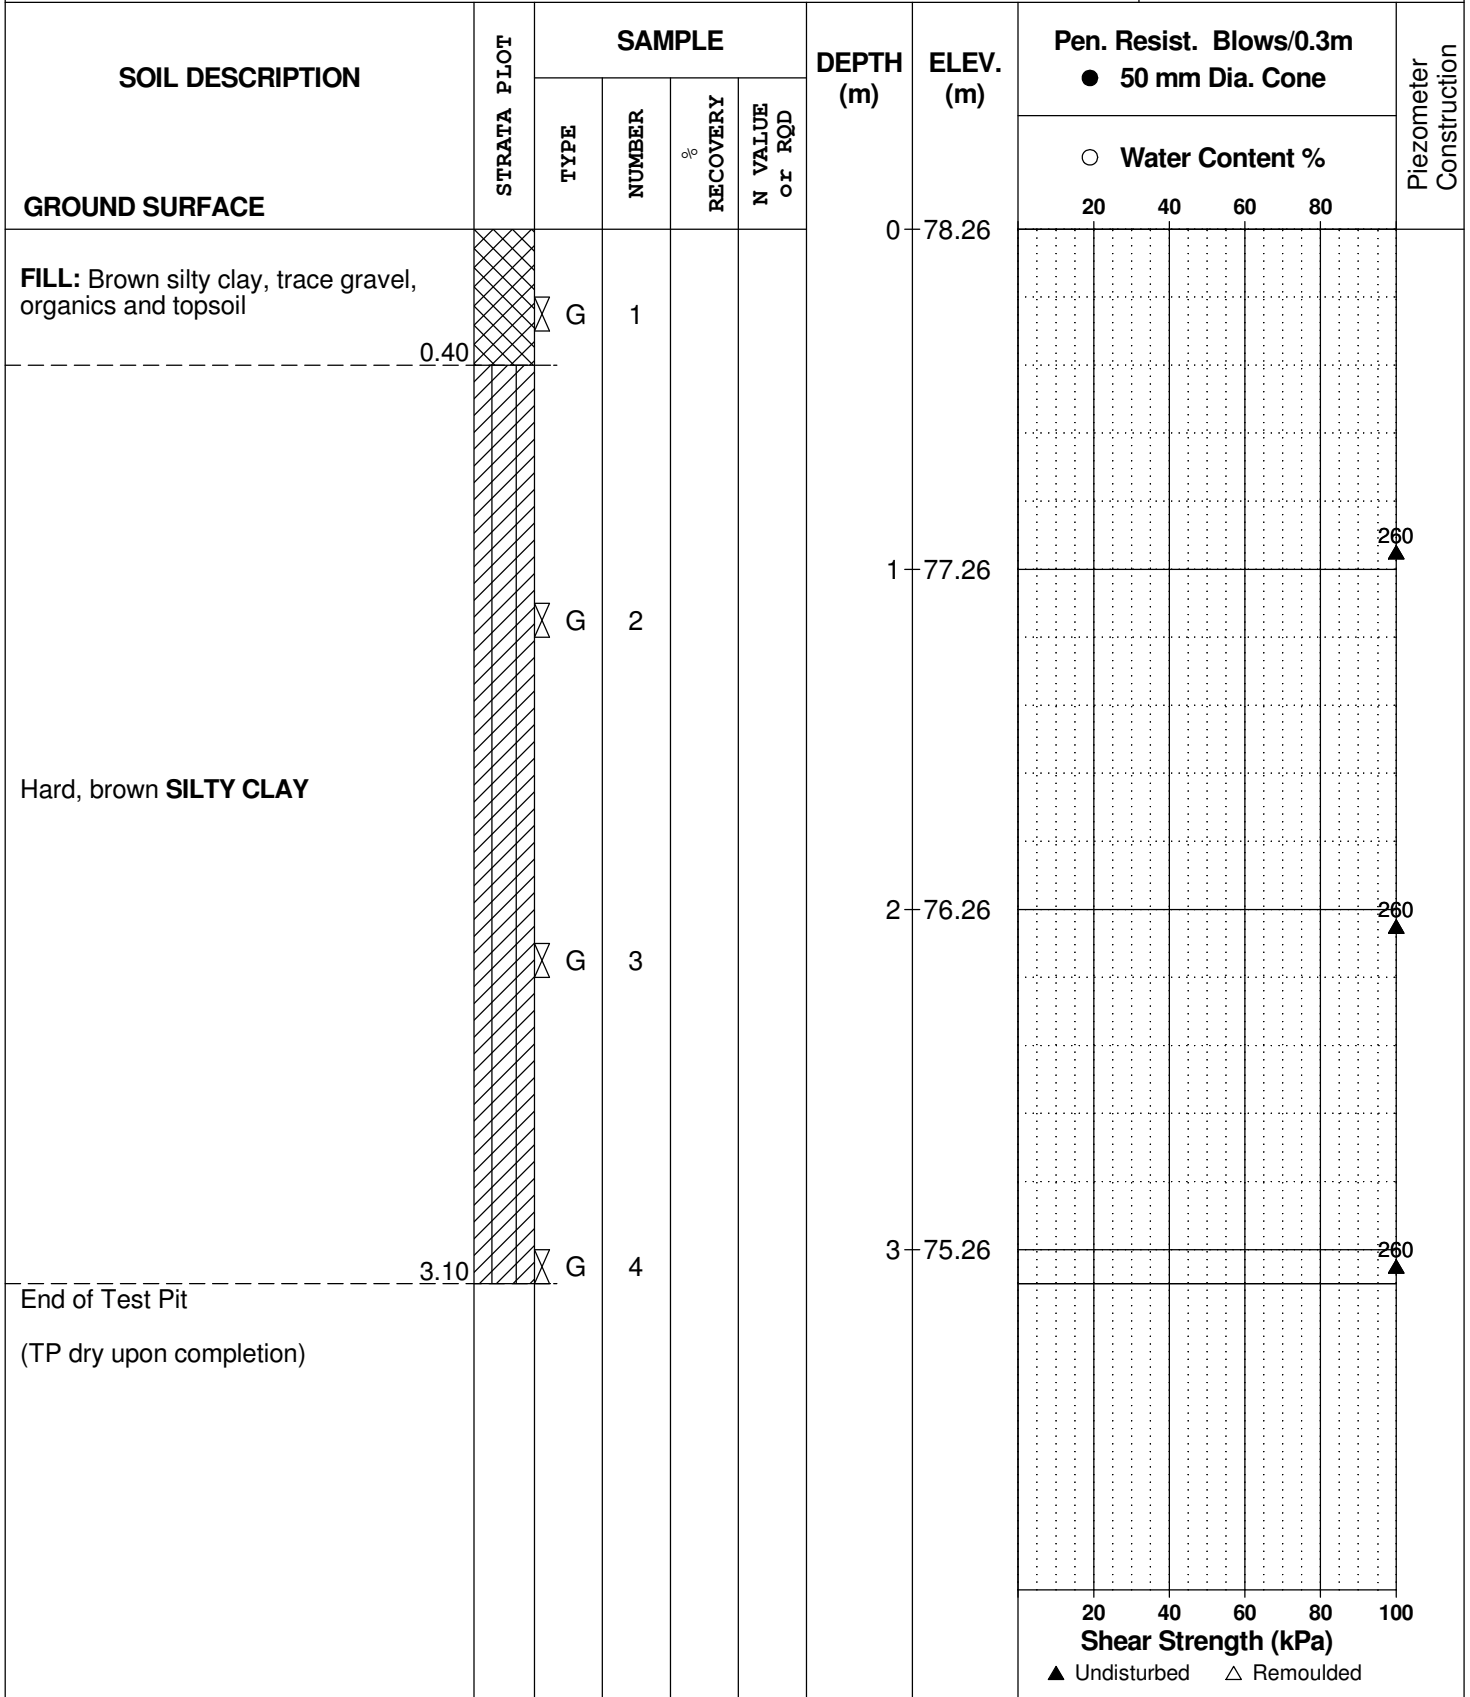 SOIL DESCRIPTION
GROUND SURFACE
STRATA PLOT
SAMPLE
TYPE
NUMBER
% RECOVERY
N VALUE
or RQD
DEPTH
(m)
ELEV.
(m)
Pen. Resist. Blows/0.3m
● 50 mm Dia. Cone
○ Water Content %
20 40 60 80
Piezometer
Construction
0 78.26
FILL: Brown silty clay, trace gravel,
organics and topsoil
G 1
0.40
260
1 77.26
G 2
Hard, brown SILTY CLAY
2 76.26 260
G 3
3 75.26 260
3.10 G 4
End of Test Pit
(TP dry upon completion)
20 40 60 80 100
Shear Strength (kPa)
▲ Undisturbed △ Remoulded